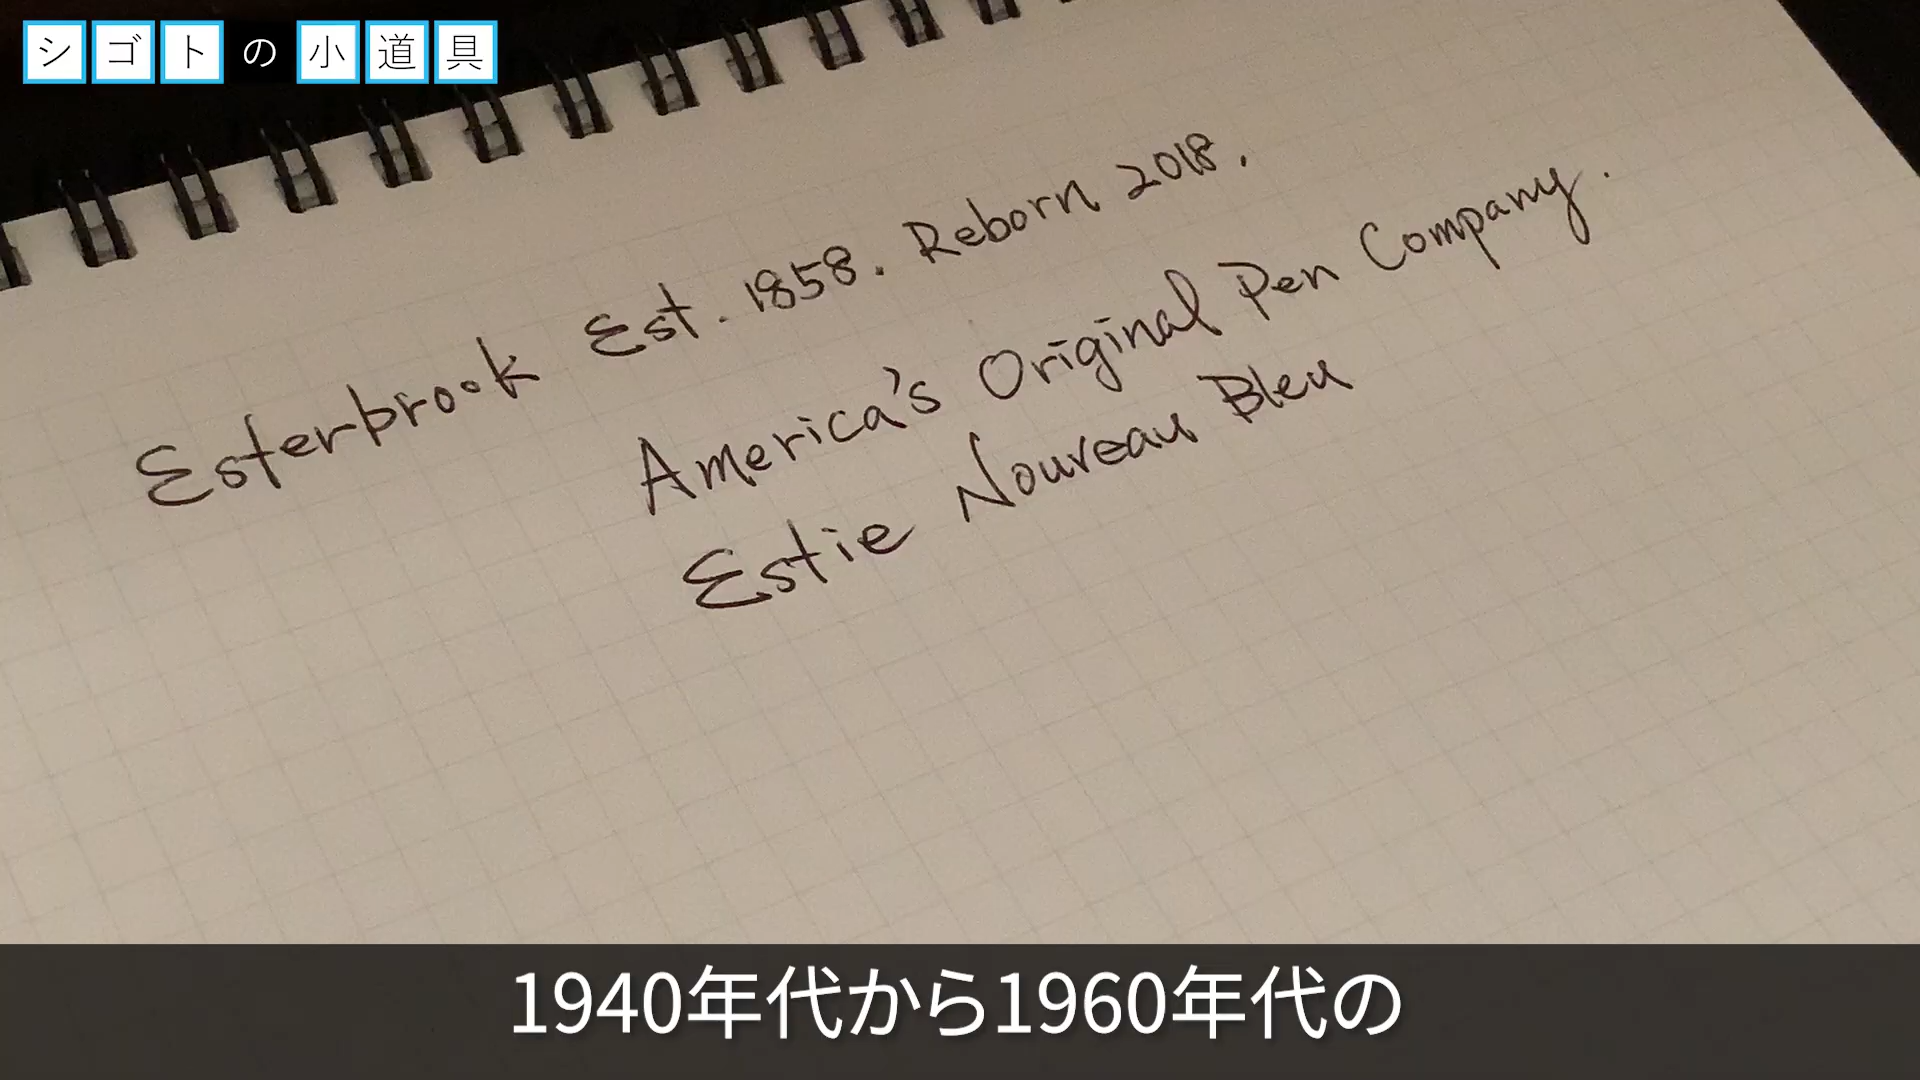 シゴトの小道具
Esterbrook Est. 1858. Reborn 2018.
America's Original Pen Company.
Estie Nouveau Bleu
1940年代から1960年代の